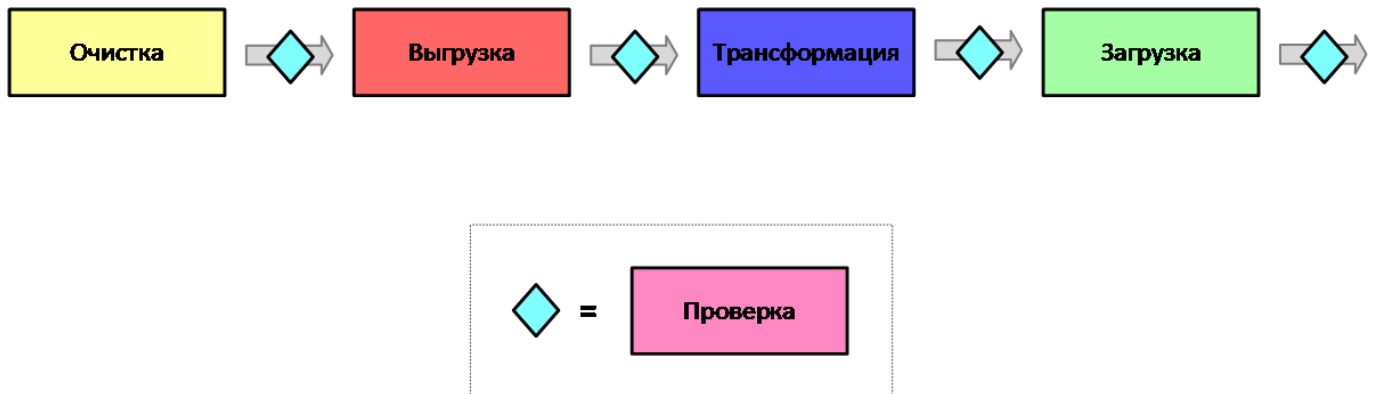 Очистка
Выгрузка
Трансформация
Загрузка
= Проверка